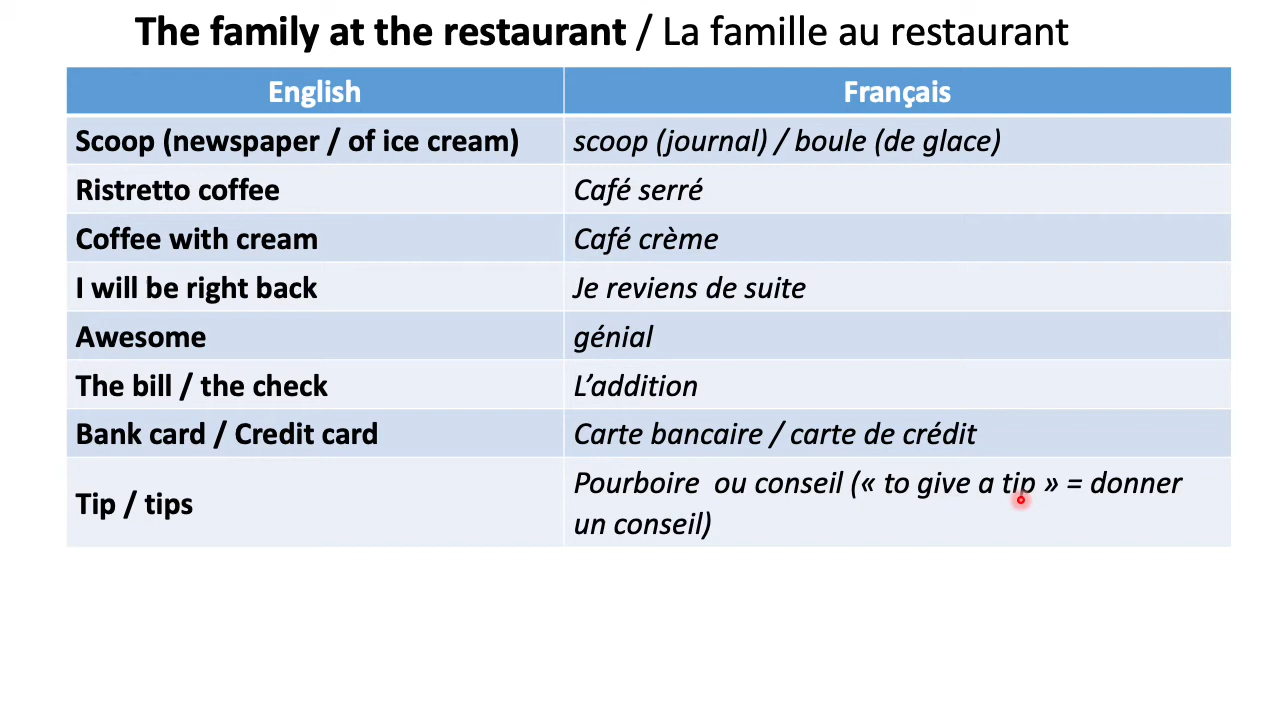 The family at the restaurant / La famille au restaurant
English
Français
Scoop (newspaper / of ice cream)
scoop (journal) / boule (de glace)
Ristretto coffee
Café serré
Coffee with cream
Café crème
I will be right back
Je reviens de suite
Awesome
génial
The bill / the check
L’addition
Bank card / Credit card
Carte bancaire / carte de crédit
Tip / tips
Pourboire  ou conseil (« to give a tip » = donner
un conseil)